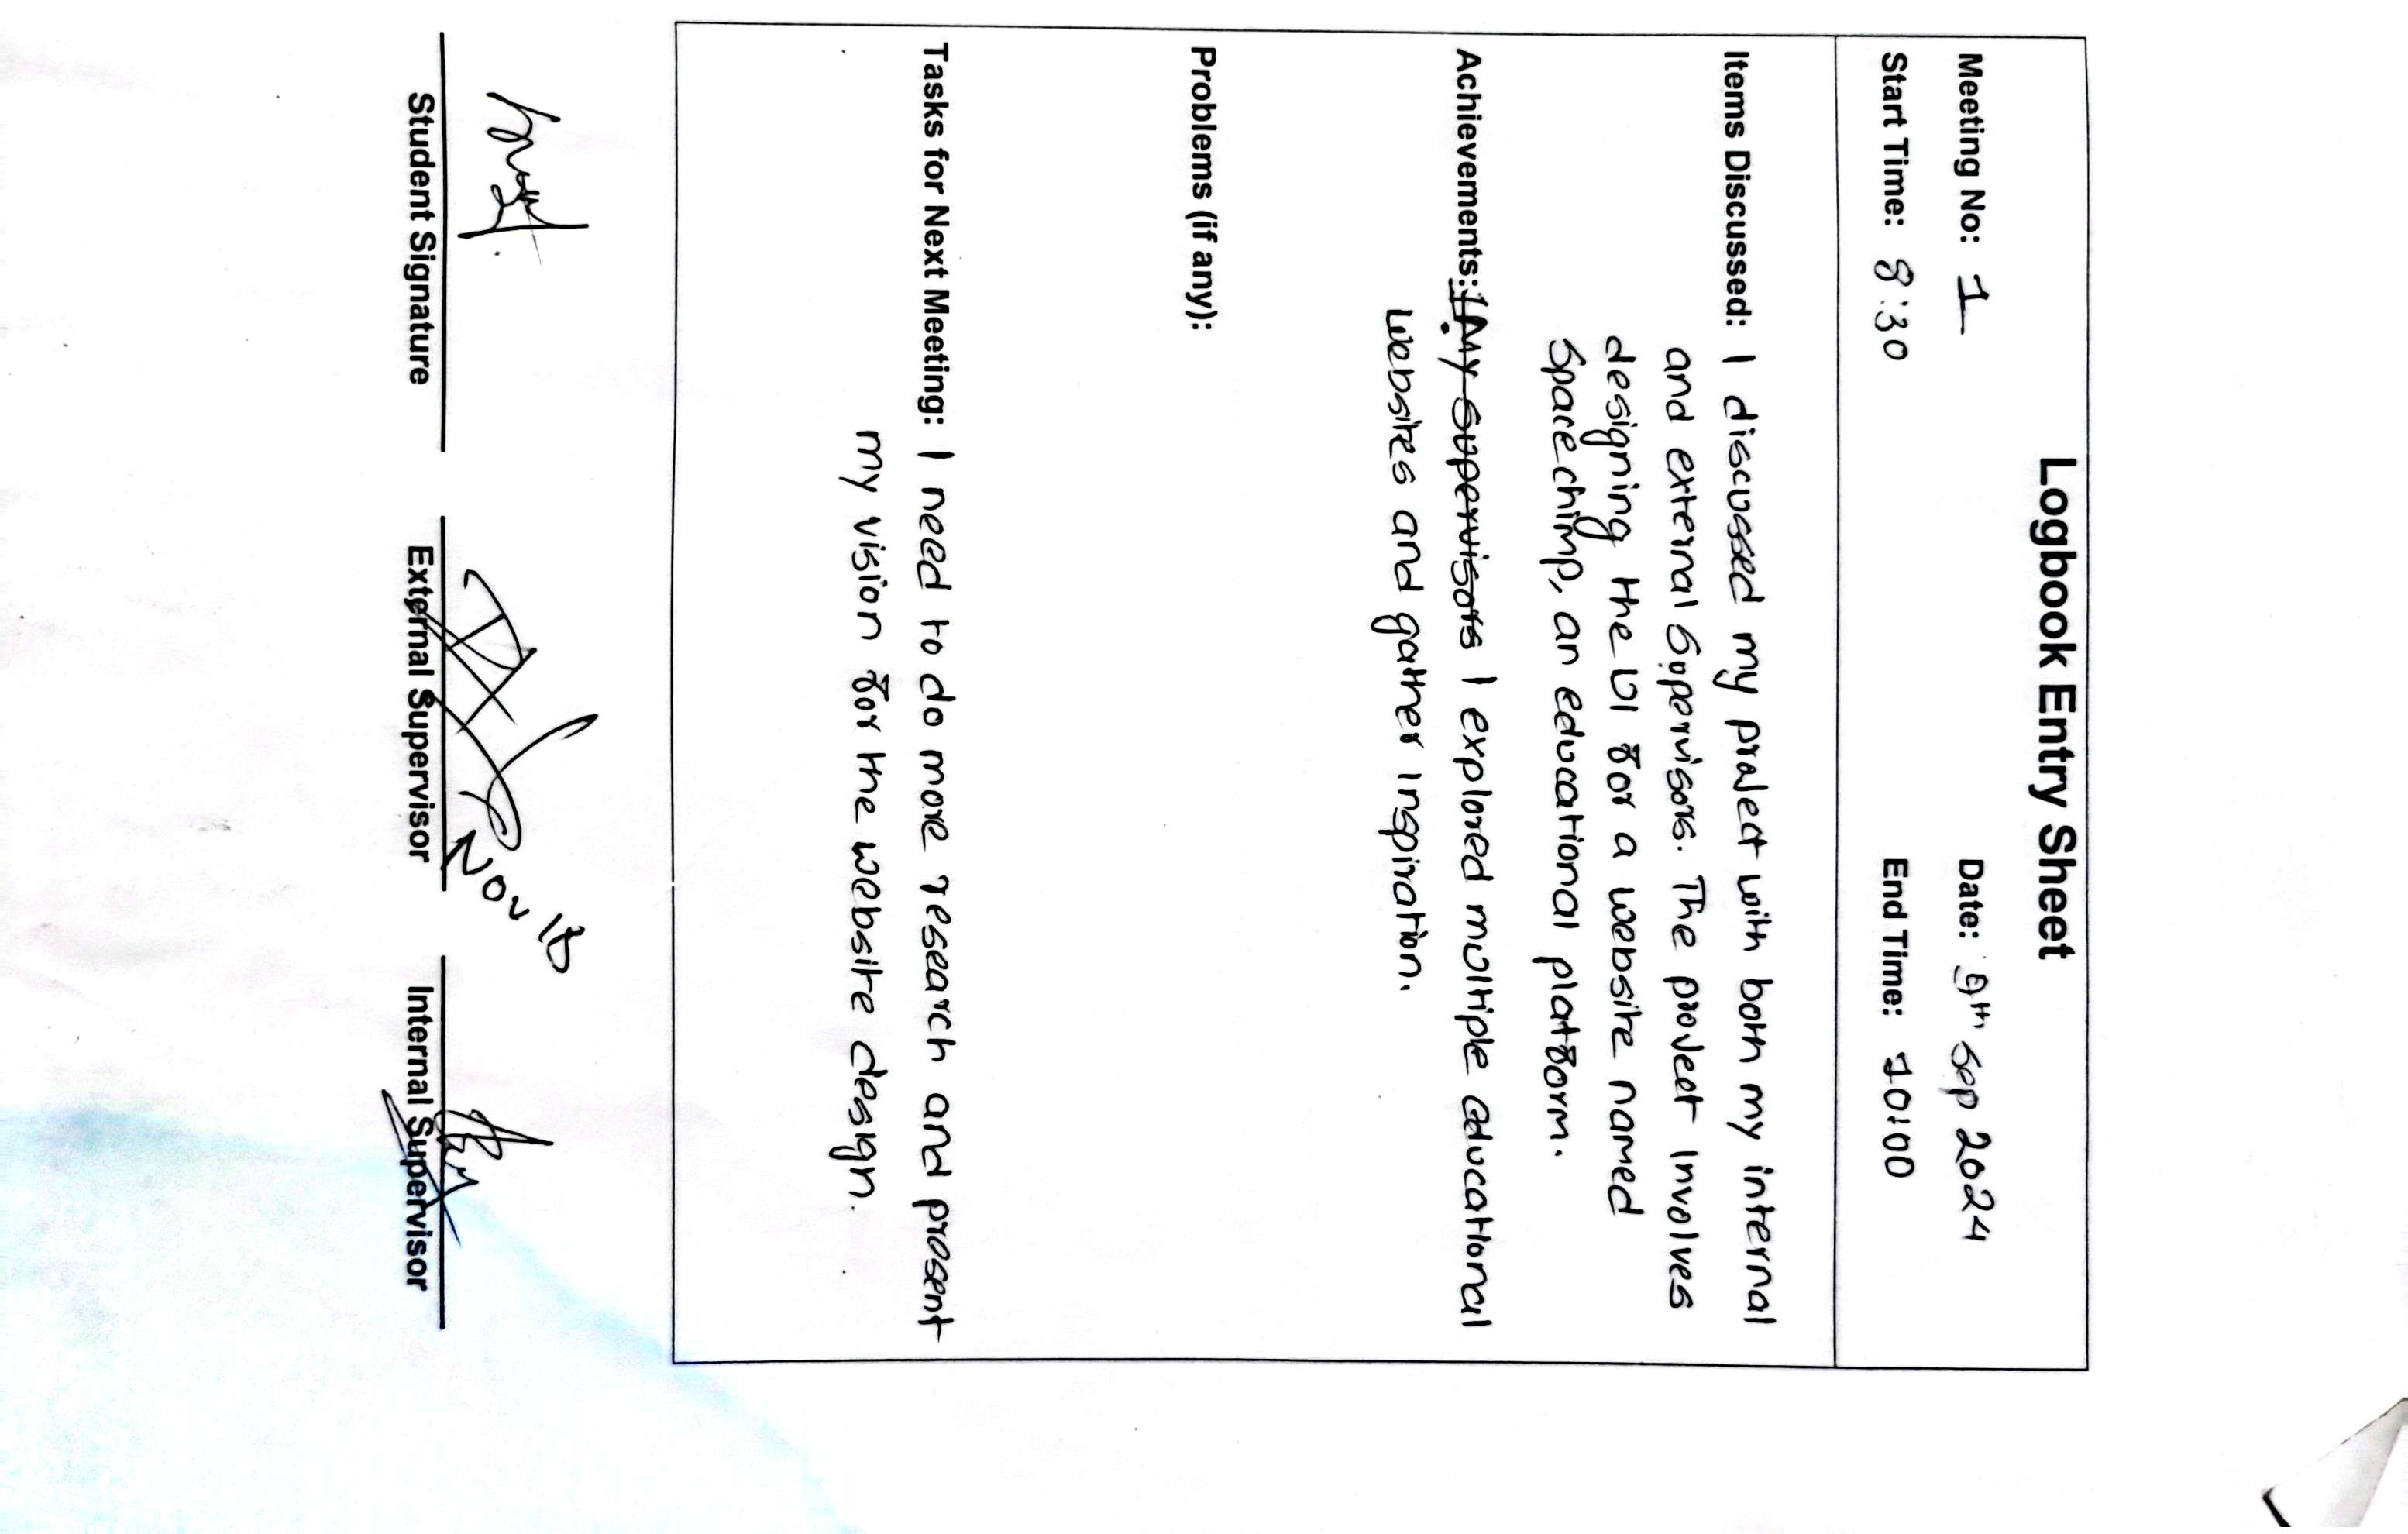 Logbook Entry Sheet
Meeting No: 1 Date: 9th Sep 2024
Start Time: 8:30 End Time: 10:00
Items Discussed: I discussed my project with both my internal
and external Supervisors. The project involves
designing the UI for a website named
Spacechimp, an educational platform.
Achievements: 1. My supervisors I explored multiple educational
websites and gather inspiration.
Problems (if any):
Tasks for Next Meeting: I need to do more research and present
my vision for the website design.
Nov 18
Student Signature External Supervisor Internal Supervisor